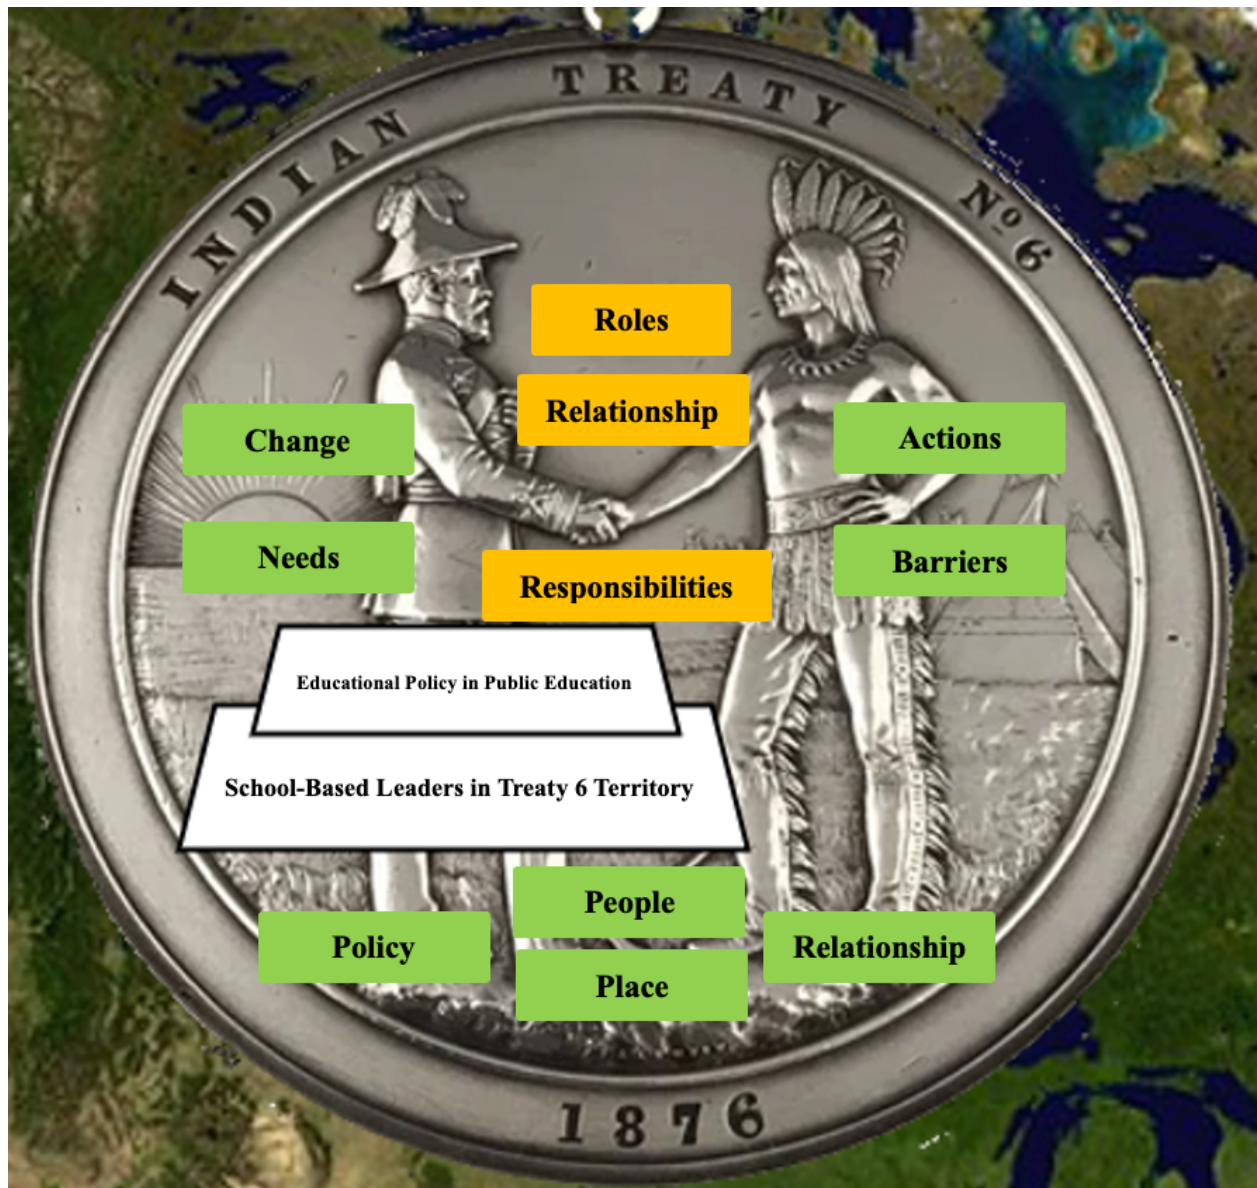 INDIAN TREATY Nº 6
Roles
Relationship
Change
Actions
Needs
Barriers
Responsibilities
Educational Policy in Public Education
School-Based Leaders in Treaty 6 Territory
People
Policy
Relationship
Place
1876